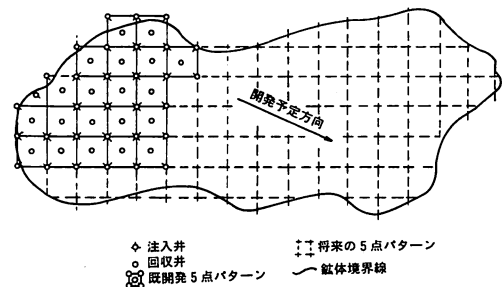 開発予定方向
注入井
回収井
既開発5点パターン
将来の5点パターン
鉱体境界線